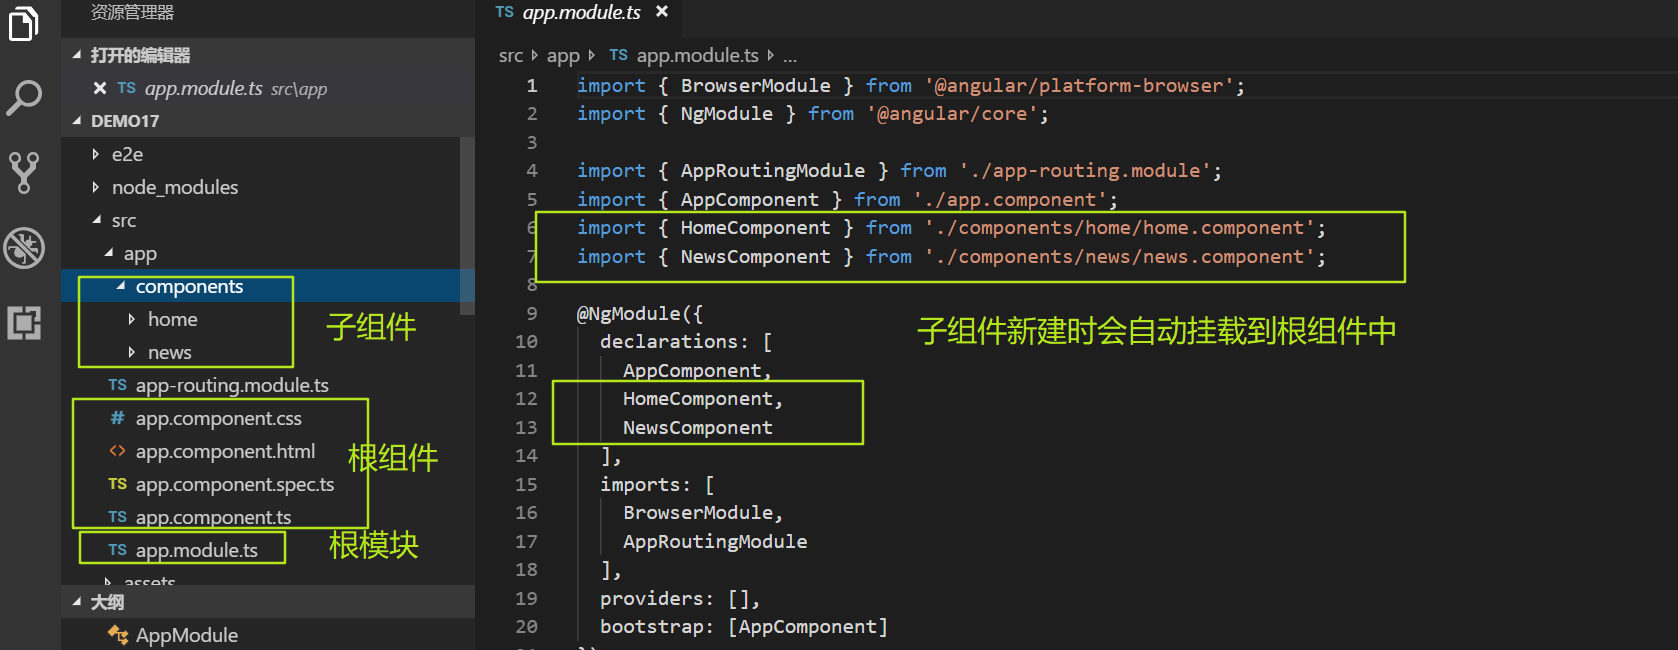 资源管理器
打开的编辑器
TS app.module.ts src\app
DEMO17
e2e
node_modules
src
app
components
home
news
子组件
TS app-routing.module.ts
# app.component.css
<> app.component.html
根组件
TS app.component.spec.ts
TS app.component.ts
TS app.module.ts
根模块
assets
大纲
AppModule
TS app.module.ts
src app TS app.module.ts ...
1 import { BrowserModule } from '@angular/platform-browser';
2 import { NgModule } from '@angular/core';
3
4 import { AppRoutingModule } from './app-routing.module';
5 import { AppComponent } from './app.component';
6 import { HomeComponent } from './components/home/home.component';
7 import { NewsComponent } from './components/news/news.component';
8
9 @NgModule({
子组件新建时会自动挂载到根组件中
10 declarations: [
11 AppComponent,
12 HomeComponent,
13 NewsComponent
14 ],
15 imports: [
16 BrowserModule,
17 AppRoutingModule
18 ],
19 providers: [],
20 bootstrap: [AppComponent]